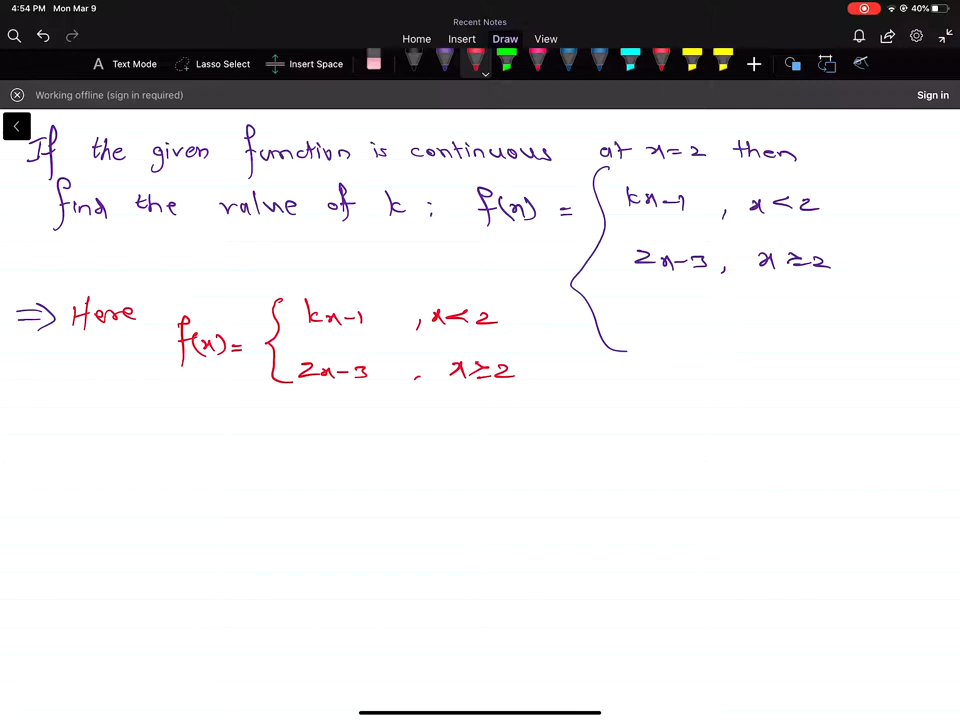 4:54 PM Mon Mar 9
40%
Recent Notes
Home Insert Draw View
A Text Mode Lasso Select Insert Space
Working offline (sign in required) Sign in
If the given function is continuous at x=2 then
find the value of k : f(x) = { kx-1 , x<2
2x-3 , x≥2
⇒ Here f(x)= { kx-1 , x<2
2x-3 , x≥2